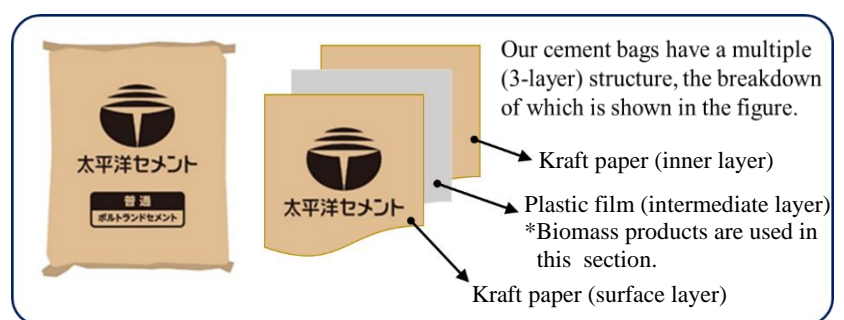 太平洋セメント
普通
ポルトランドセメント
太平洋セメント
Our cement bags have a multiple
(3-layer) structure, the breakdown
of which is shown in the figure.
Kraft paper (inner layer)
Plastic film (intermediate layer)
*Biomass products are used in
this section.
Kraft paper (surface layer)